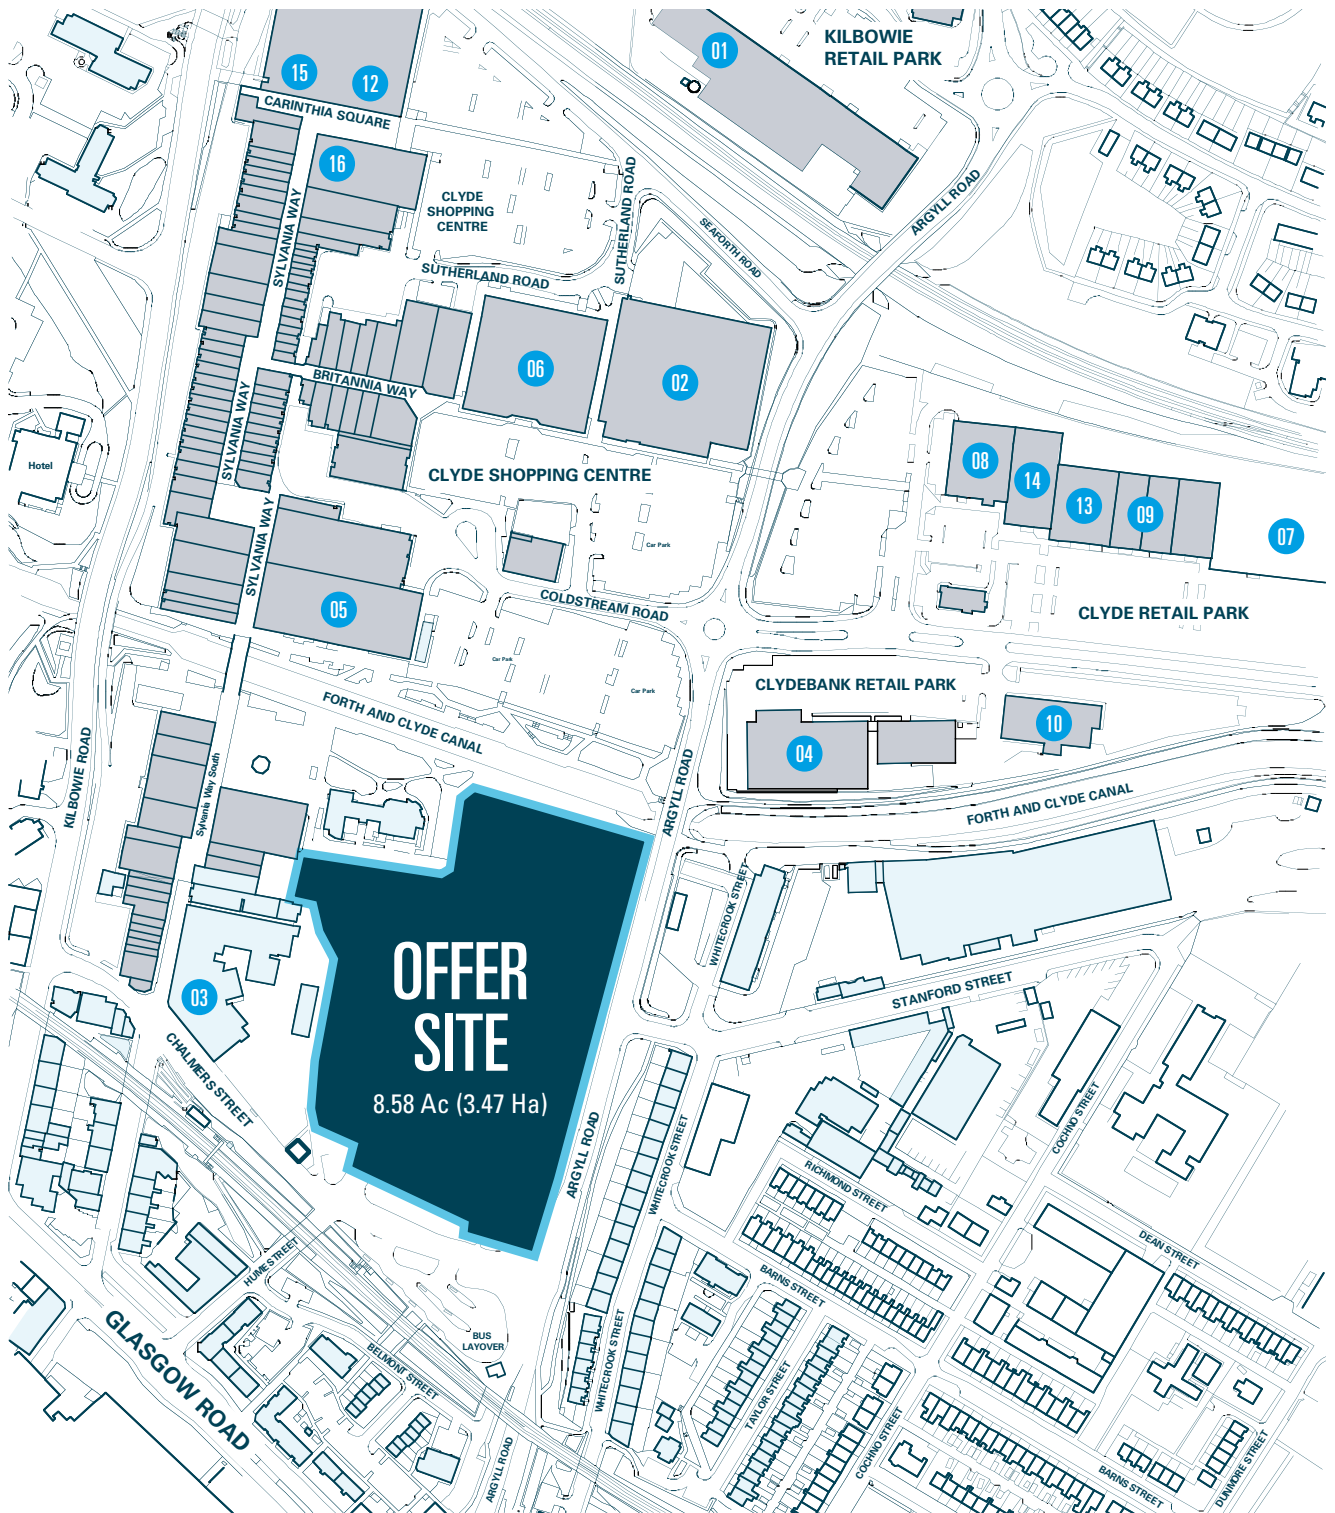 01
KILBOWIE
RETAIL PARK
15
12
CARINTHIA SQUARE
16
CLYDE
SHOPPING
CENTRE
SYLVANIA WAY
SUTHERLAND ROAD
SUTHERLAND ROAD
SEAFORTH ROAD
ARGYLL ROAD
06
02
BRITANNIA WAY
SYLVANIA WAY
Hotel
CLYDE SHOPPING CENTRE
08
14
13
09
07
SYLVANIA WAY
Car Park
05
COLDSTREAM ROAD
CLYDE RETAIL PARK
Car Park
Car Park
CLYDEBANK RETAIL PARK
FORTH AND CLYDE CANAL
10
04
KILBOWIE ROAD
Sylvania Way South
ARGYLL ROAD
FORTH AND CLYDE CANAL
WHITECROOK STREET
OFFER
SITE
8.58 Ac (3.47 Ha)
03
STANFORD STREET
CHALMERS STREET
ARGYLL ROAD
WHITECROOK STREET
COCHNO STREET
RICHMOND STREET
DEAN STREET
HUME STREET
BARNS STREET
GLASGOW ROAD
BELMONT STREET
BUS
LAYOVER
WHITECROOK STREET
TAYLOR STREET
COCHNO STREET
ARGYLL ROAD
BARNS STREET
DUNMORE STREET